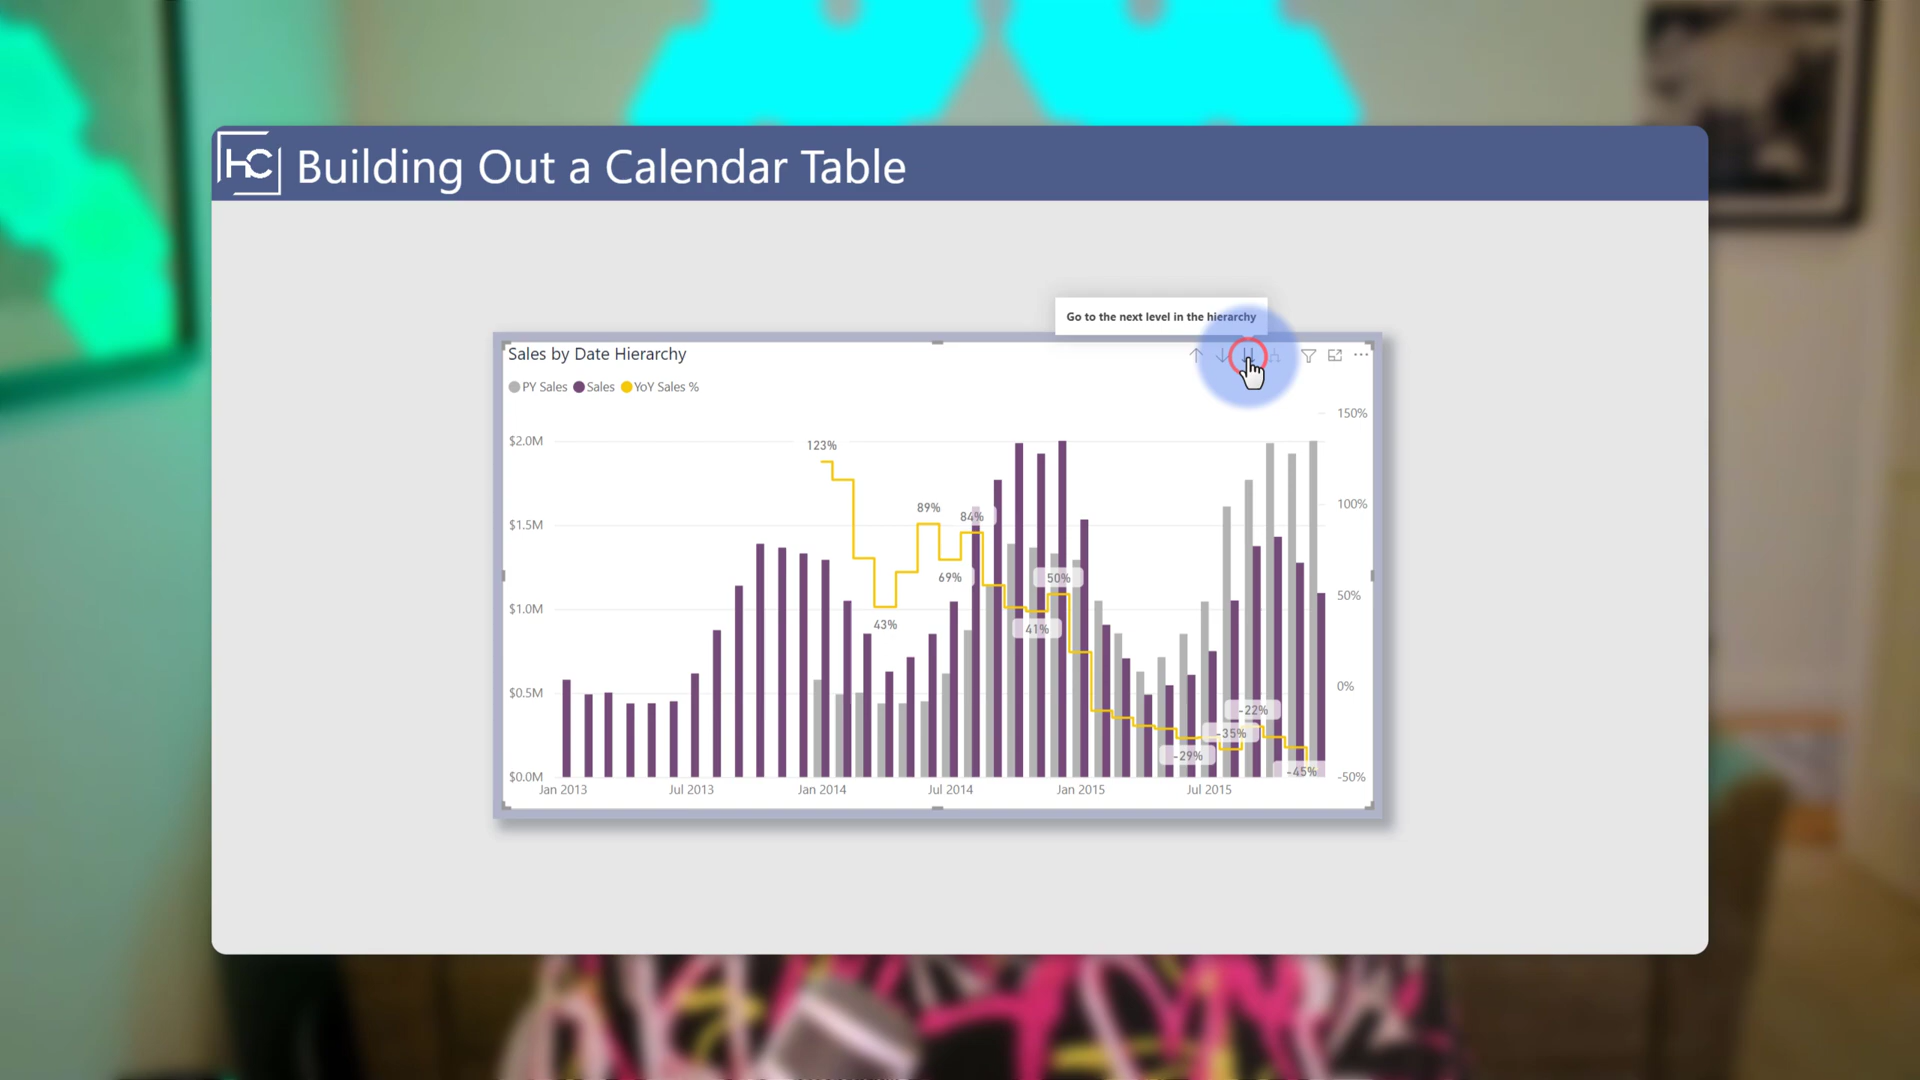 HC Building Out a Calendar Table
Go to the next level in the hierarchy
Sales by Date Hierarchy
PY Sales Sales YoY Sales %
150%
$2.0M
123%
100%
89%
84%
$1.5M
69%
50%
50%
$1.0M
43%
41%
0%
$0.5M
-22%
-35%
-29%
-45%
$0.0M
-50%
Jan 2013 Jul 2013 Jan 2014 Jul 2014 Jan 2015 Jul 2015